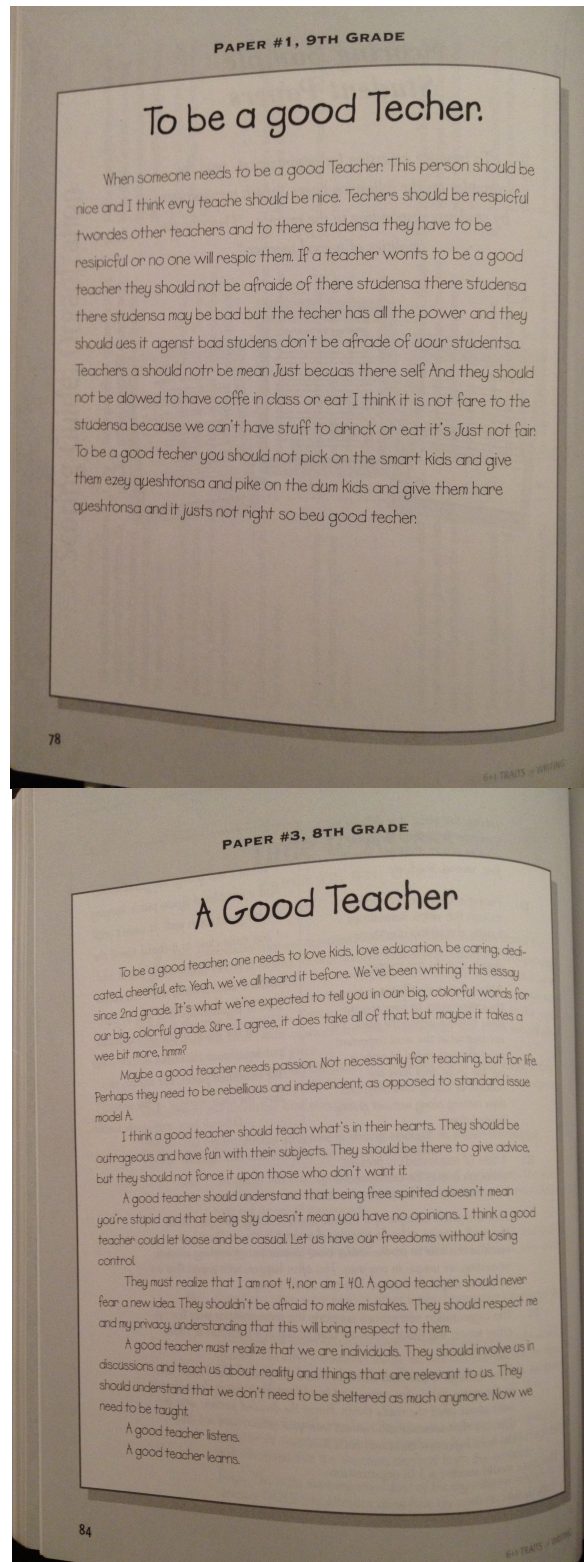 PAPER #1, 9TH GRADE
To be a good Techer.
When someone needs to be a good Teacher. This person should be
nice and I think evry teache should be nice. Techers should be respicful
twordes other teachers and to there studensa they have to be
resipicful or no one will respic them. If a teacher wonts to be a good
teacher they should not be afraide of there studensa there studensa
there studensa may be bad but the techer has all the power and they
should ues it agenst bad studens don't be afrade of uour studentsa.
Teachers a should notr be mean Just becuas there self And they should
not be alowed to have coffe in class or eat I think it is not fare to the
studensa because we can't have stuff to drinck or eat it's Just not fair.
To be a good techer you should not pick on the smart kids and give
them ezey queshtonsa and pike on the dum kids and give them hare
queshtonsa and it justs not right so beu good techer.
78
6+1 TRAITS of WRITING
PAPER #3, 8TH GRADE
A Good Teacher
To be a good teacher, one needs to love kids, love education, be caring, dedi-
cated, cheerful, etc. Yeah, we've all heard it before. We've been writing' this essay
since 2nd grade. It's what we're expected to tell you in our big, colorful words for
our big, colorful grade. Sure. I agree, it does take all of that, but maybe it takes a
wee bit more, hmm?
Maybe a good teacher needs passion. Not necessarily for teaching, but for life.
Perhaps they need to be rebellious and independent, as opposed to standard issue
model A.
I think a good teacher should teach what's in their hearts. They should be
outrageous and have fun with their subjects. They should be there to give advice,
but they should not force it upon those who don't want it.
A good teacher should understand that being free spirited doesn't mean
you're stupid and that being shy doesn't mean you have no opinions. I think a good
teacher could let loose and be casual. Let us have our freedoms without losing
control.
They must realize that I am not 4, nor am I 40. A good teacher should never
fear a new idea. They shouldn't be afraid to make mistakes. They should respect me
and my privacy, understanding that this will bring respect to them.
A good teacher must realize that we are individuals. They should involve us in
discussions and teach us about reality and things that are relevant to us. They
should understand that we don't need to be sheltered as much anymore. Now we
need to be taught.
A good teacher listens.
A good teacher learns.
84
6+1 TRAITS of WRITING